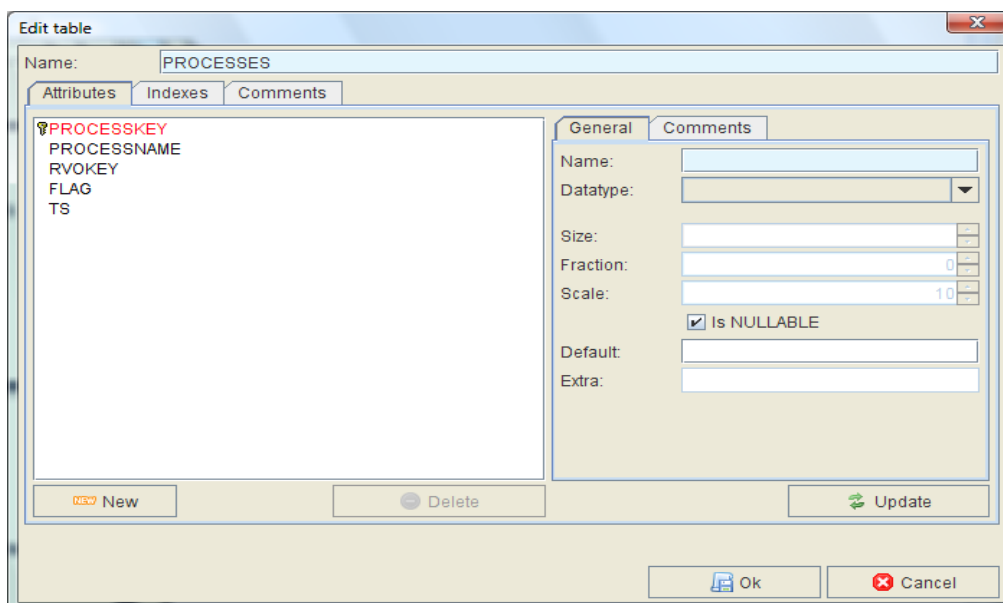 Edit table
Name: PROCESSES
Attributes Indexes Comments
PROCESSKEY
PROCESSNAME
RVOKEY
FLAG
TS
General Comments
Name:
Datatype:
Size:
Fraction: 0
Scale: 10
Is NULLABLE
Default:
Extra:
NEW New
Delete
Update
Ok
Cancel